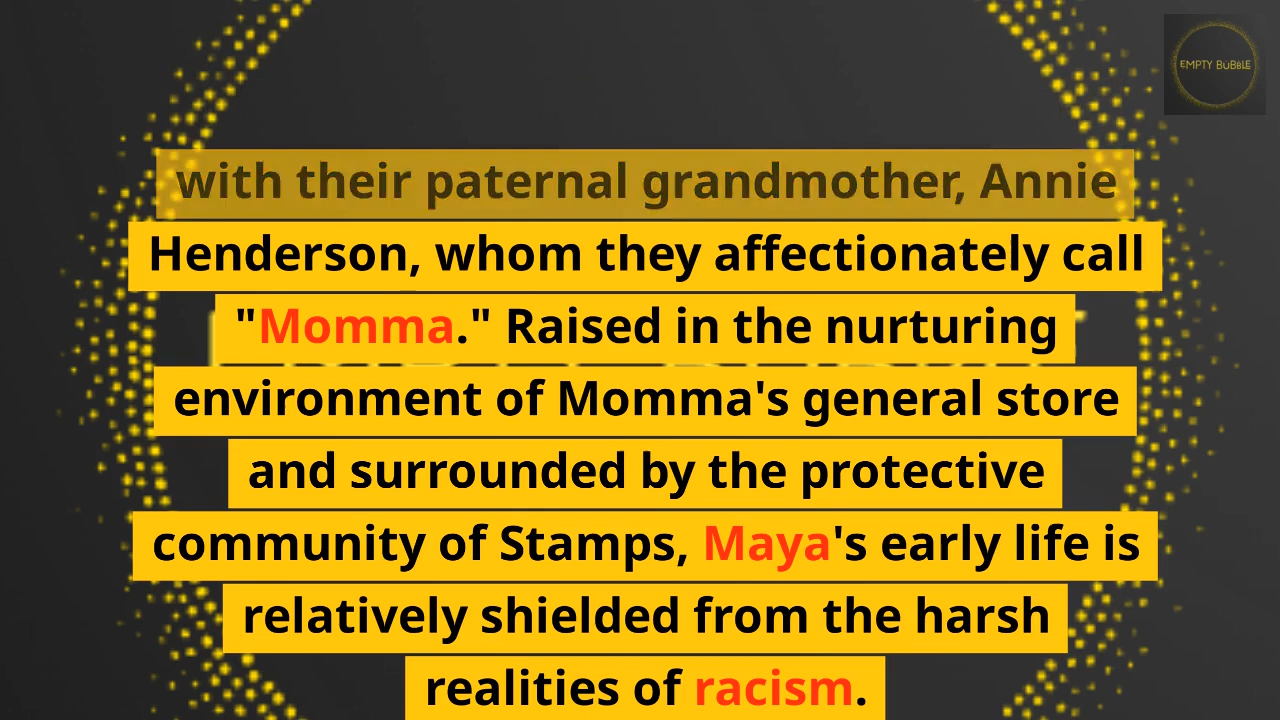 EMPTY BUBBLE
with their paternal grandmother, Annie
Henderson, whom they affectionately call
"Momma." Raised in the nurturing
environment of Momma's general store
and surrounded by the protective
community of Stamps, Maya's early life is
relatively shielded from the harsh
realities of racism.